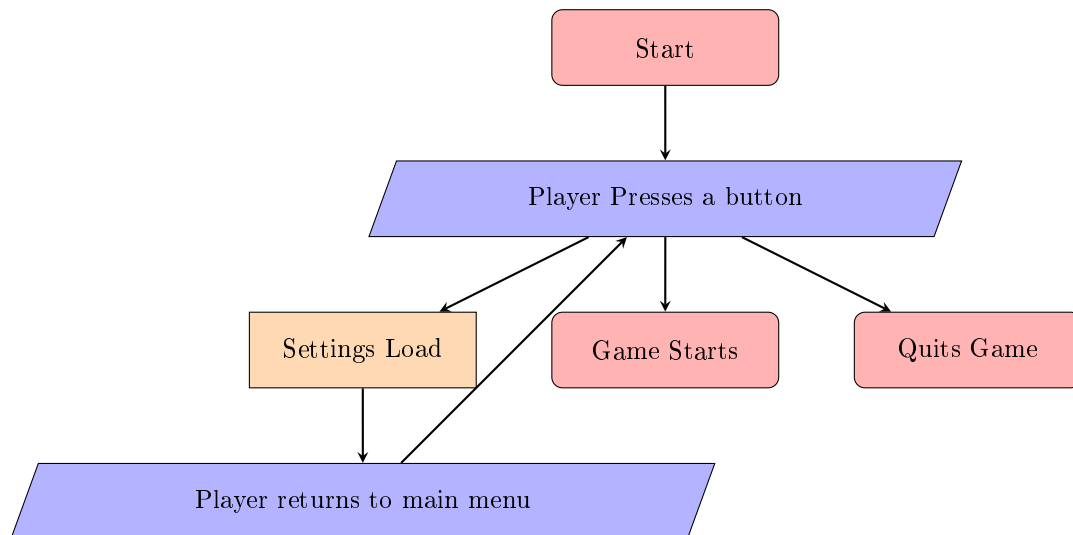 Start
Player Presses a button
Settings Load
Game Starts
Quits Game
Player returns to main menu